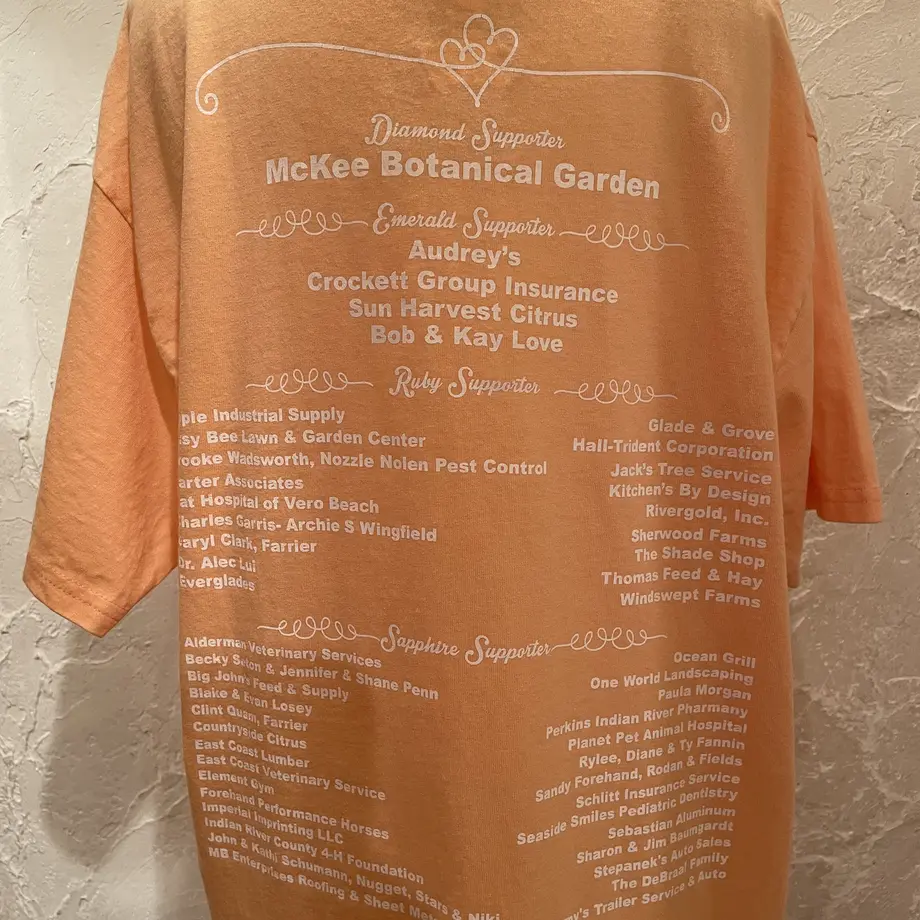 Diamond Supporter
McKee Botanical Garden
Emerald Supporter
Audrey's
Crockett Group Insurance
Sun Harvest Citrus
Bob & Kay Love
Ruby Supporter
Industrial Supply
Bee Lawn & Garden Center
Wadsworth, Nozzle Nolen Pest Control
Associates
Hospital of Vero Beach
Charles Garris- Archie S Wingfield
Daryl Clark, Farrier
Dr. Alec Lui
Everglades
Glade & Grove
Hall-Trident Corporation
Jack's Tree Service
Kitchen's By Design
Rivergold, Inc.
Sherwood Farms
The Shade Shop
Thomas Feed & Hay
Windswept Farms
Sapphire Supporter
Alderman Veterinary Services
Becky Seton & Jennifer & Shane Penn
Big John's Feed & Supply
Blake & Evan Losey
Clint Quam, Farrier
Countryside Citrus
East Coast Lumber
East Coast Veterinary Service
Element Gym
Forehand Performance Horses
Imperial Imprinting LLC
Indian River County 4-H Foundation
John & Kathi Schumann, Nugget, Stars & Niki
MB Enterprises Roofing & Sheet
Ocean Grill
One World Landscaping
Paula Morgan
Perkins Indian River Pharmany
Planet Pet Animal Hospital
Rylee, Diane & Ty Fannin
Sandy Forehand, Rodan & Fields
Schlitt Insurance Service
Seaside Smiles Pediatric Dentistry
Sebastian Aluminum
Sharon & Jim Baumgardt
Stepanek's Auto Sales
The DeBraal Family
Trailer Service & Auto